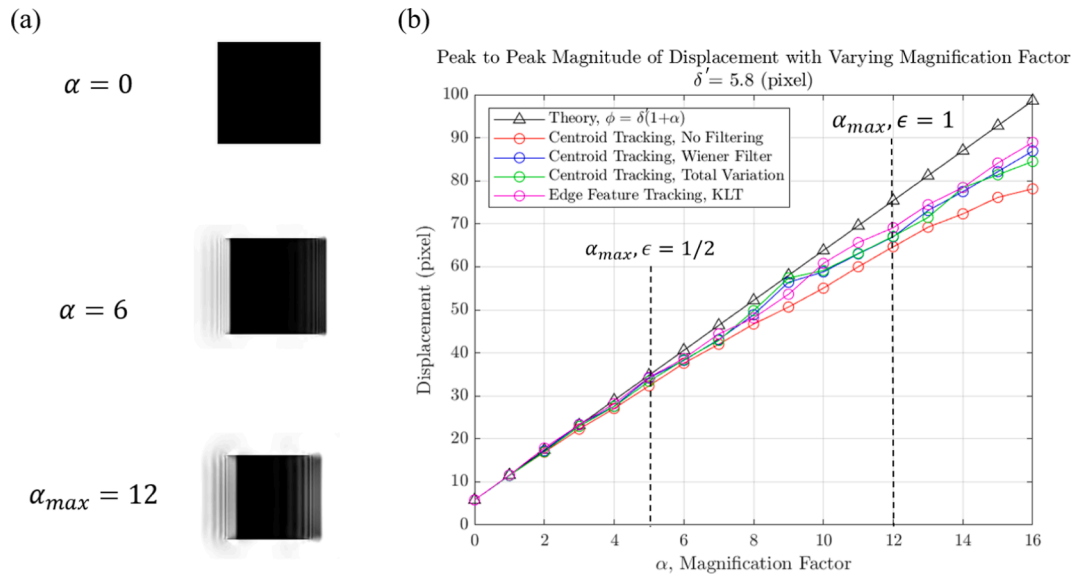 (a)
α = 0
α = 6
α_max = 12
(b)
Peak to Peak Magnitude of Displacement with Varying Magnification Factor
δ′= 5.8 (pixel)
Theory, ϕ = δ′(1+α)
Centroid Tracking, No Filtering
Centroid Tracking, Wiener Filter
Centroid Tracking, Total Variation
Edge Feature Tracking, KLT
α_max, ϵ = 1
α_max, ϵ = 1/2
Displacement (pixel)
100
90
80
70
60
50
40
30
20
10
0
0 2 4 6 8 10 12 14 16
α, Magnification Factor